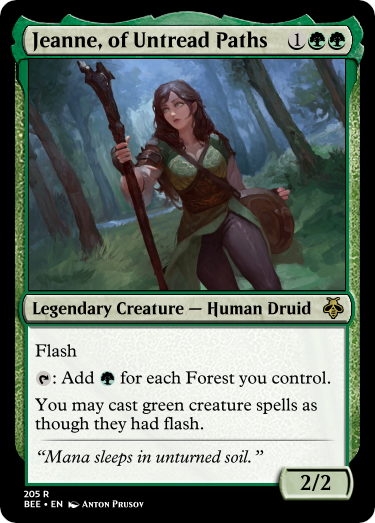 Jeanne, of Untread Paths 1
Legendary Creature — Human Druid
Flash
: Add for each Forest you control.
You may cast green creature spells as
though they had flash.
“Mana sleeps in unturned soil.”
2/2
205 R
BEE • EN Anton Prusov